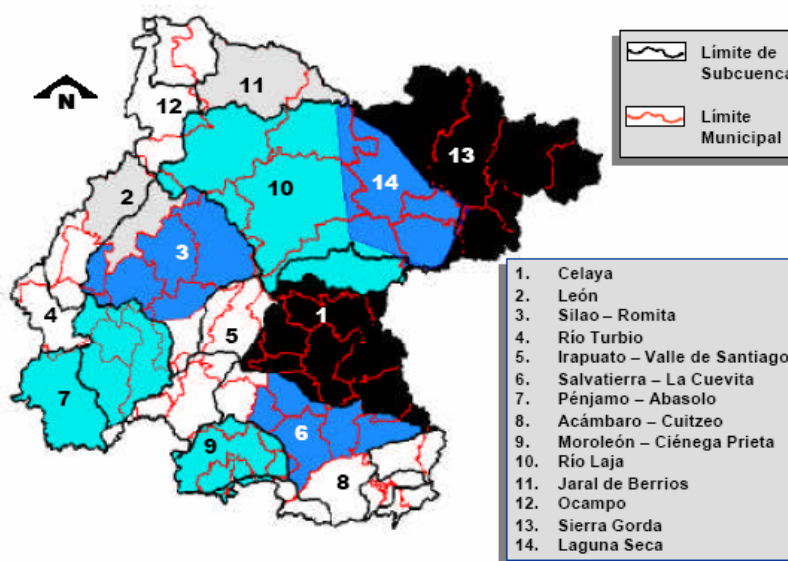 N
11
12
13
2
10
14
3
4
5
1
7
6
9
8
Límite de
Subcuenca
Límite
Municipal
1. Celaya
2. León
3. Silao – Romita
4. Río Turbio
5. Irapuato – Valle de Santiago
6. Salvatierra – La Cuevita
7. Pénjamo – Abasolo
8. Acámbaro – Cuitzeo
9. Moroleón – Ciénega Prieta
10. Río Laja
11. Jaral de Berrios
12. Ocampo
13. Sierra Gorda
14. Laguna Seca